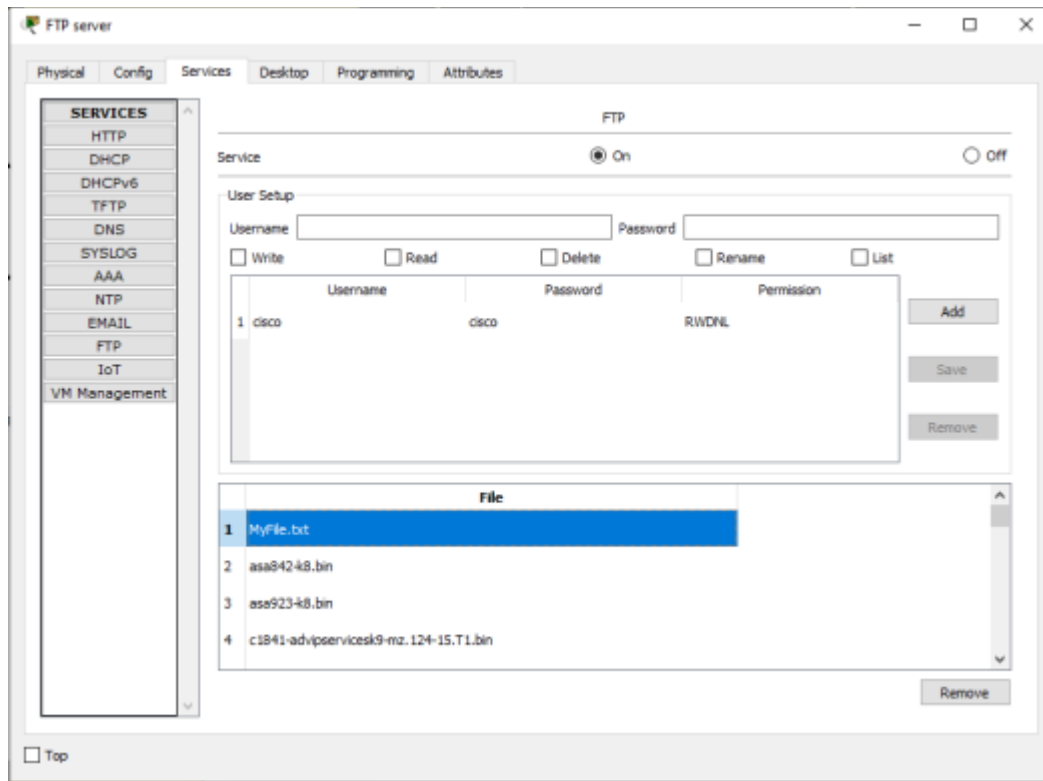 FTP server
Physical Config Services Desktop Programming Attributes
SERVICES
HTTP
DHCP
DHCPv6
TFTP
DNS
SYSLOG
AAA
NTP
EMAIL
FTP
IoT
VM Management
FTP
Service On Off
User Setup
Username Password
Write Read Delete Rename List
Username Password Permission
1 cisco cisco RWDNL
Add
Save
Remove
File
1 MyFile.txt
2 asa842-k8.bin
3 asa923-k8.bin
4 c1841-advipservicesk9-mz.124-15.T1.bin
Remove
Top